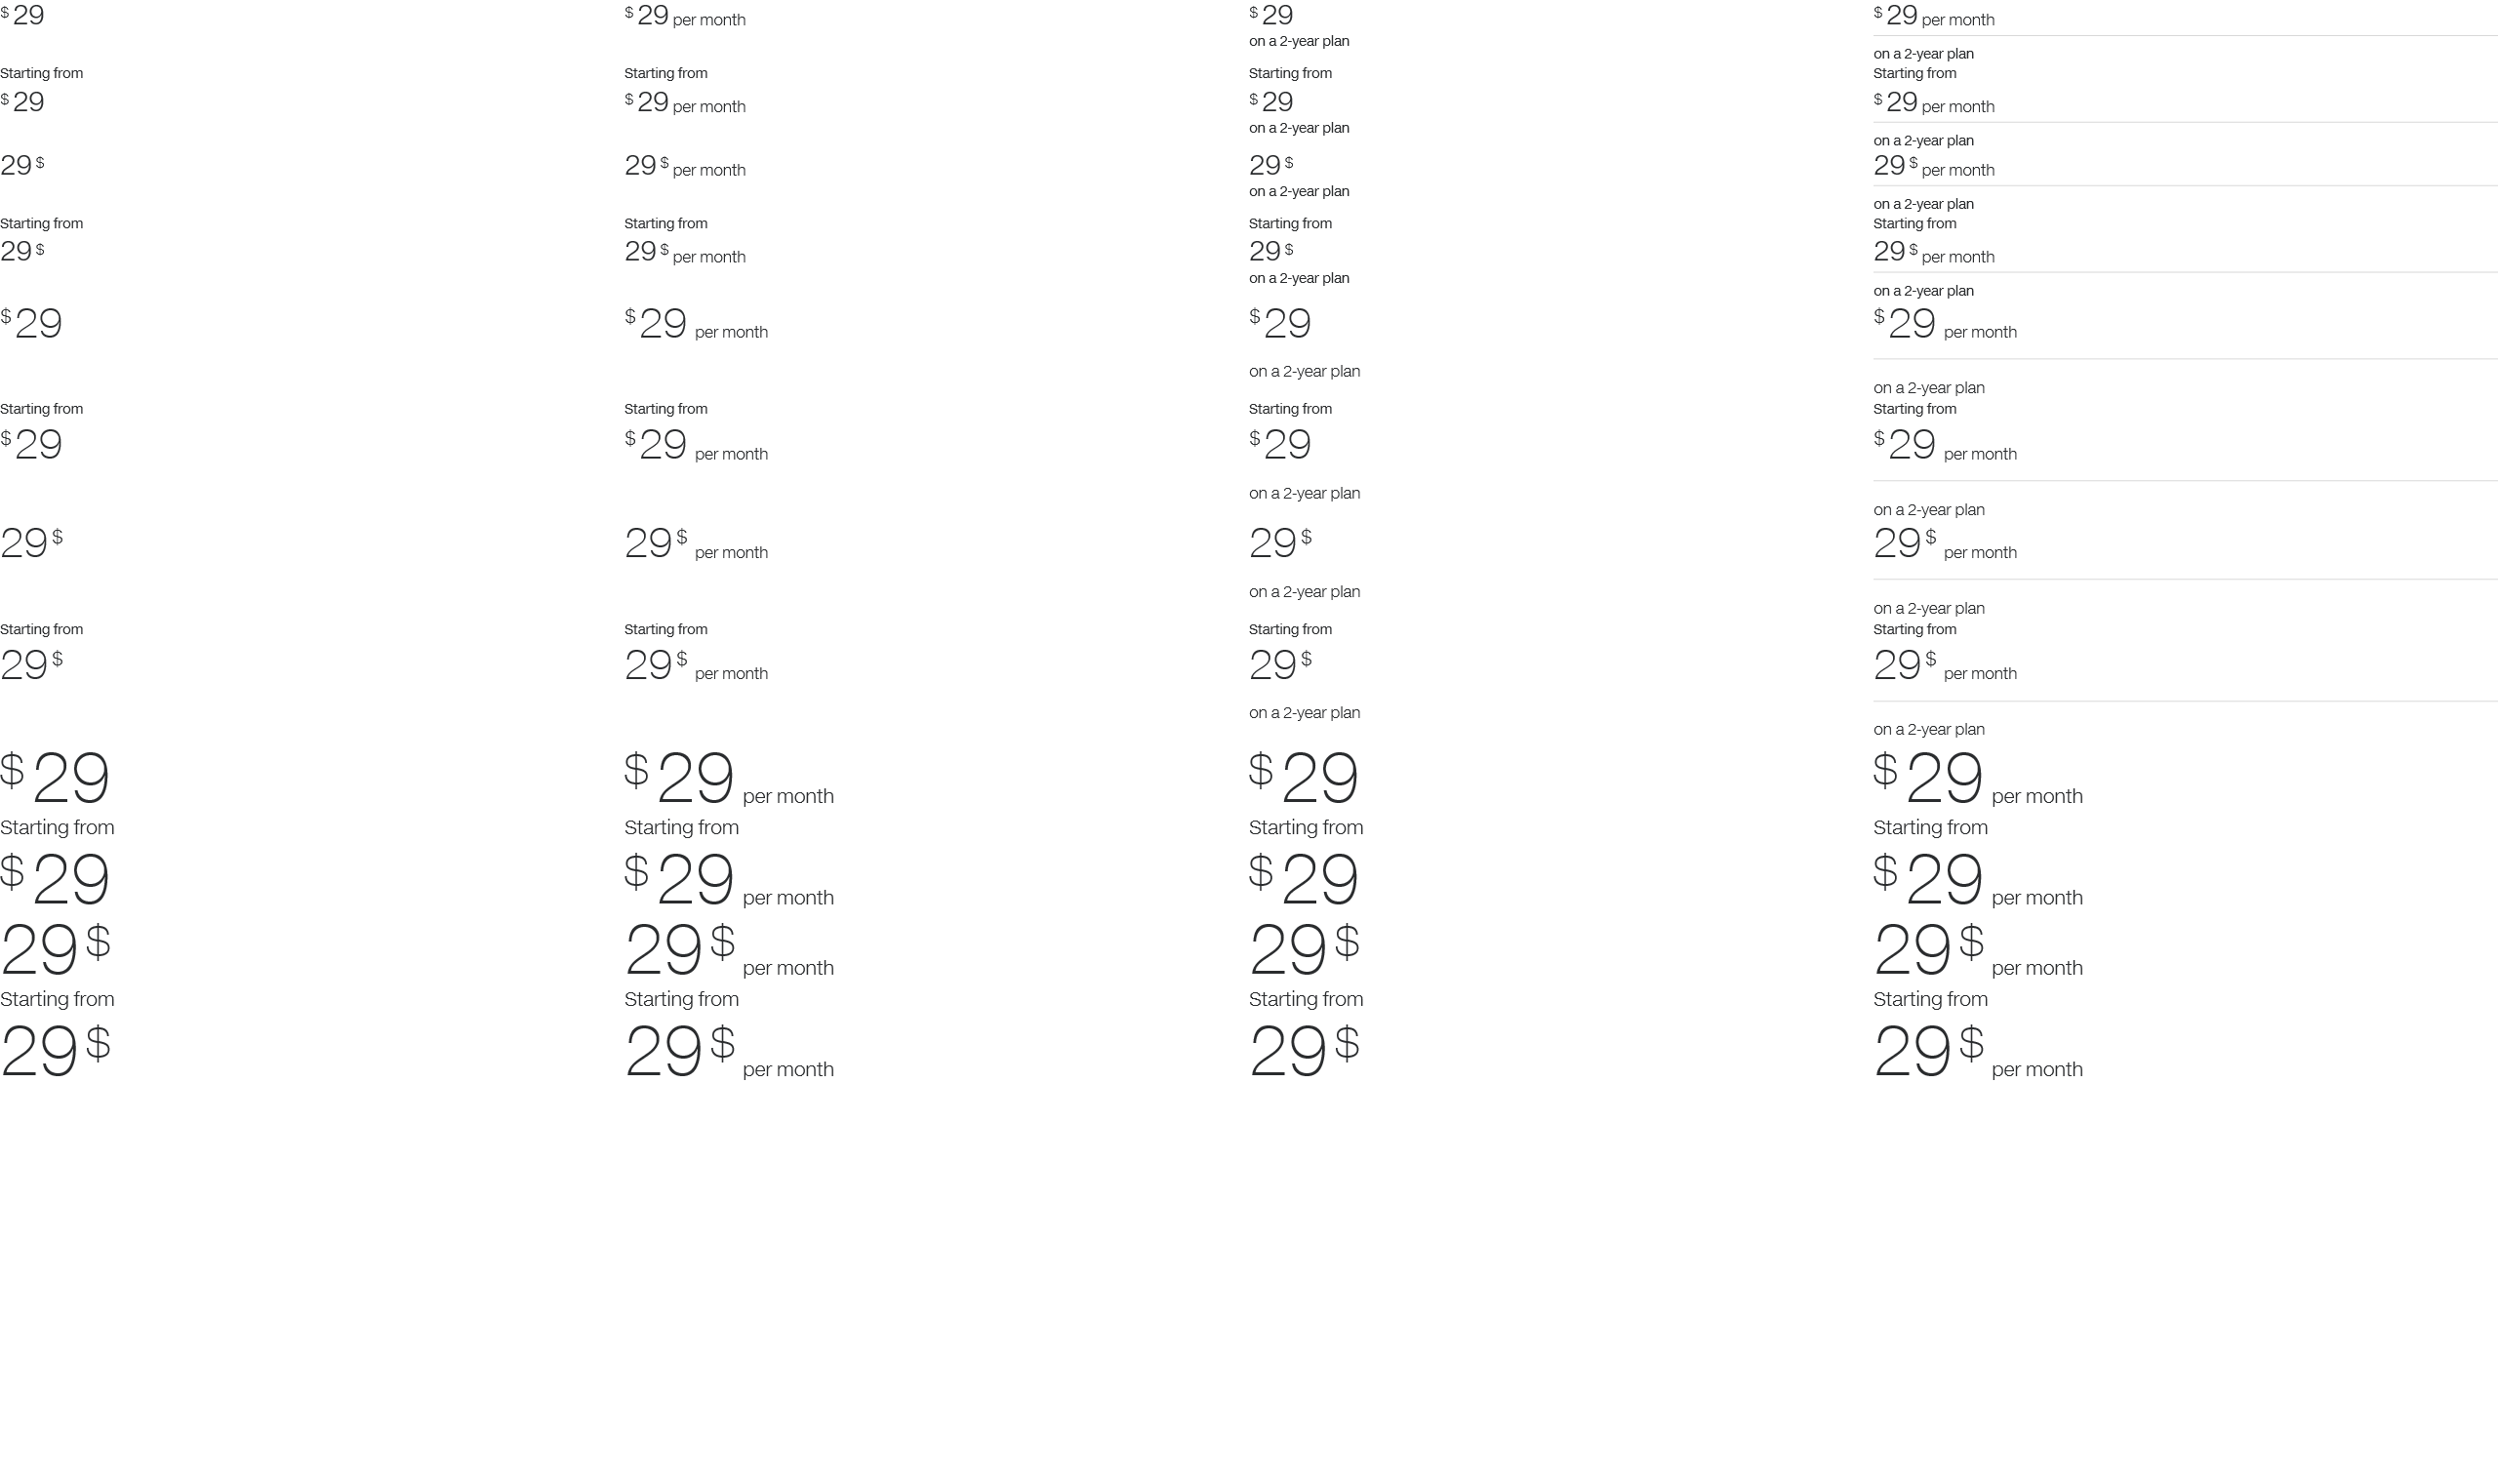 $ 29
$ 29 per month
$ 29
on a 2-year plan
$ 29 per month
on a 2-year plan
Starting from
$ 29
Starting from
$ 29 per month
Starting from
$ 29
on a 2-year plan
Starting from
$ 29 per month
on a 2-year plan
29 $
29 $ per month
29 $
on a 2-year plan
29 $ per month
on a 2-year plan
Starting from
29 $
Starting from
29 $ per month
Starting from
29 $
on a 2-year plan
Starting from
29 $ per month
on a 2-year plan
$ 29
$ 29 per month
$ 29
on a 2-year plan
$ 29 per month
on a 2-year plan
Starting from
$ 29
Starting from
$ 29 per month
Starting from
$ 29
on a 2-year plan
Starting from
$ 29 per month
on a 2-year plan
29 $
29 $ per month
29 $
on a 2-year plan
29 $ per month
on a 2-year plan
Starting from
29 $
Starting from
29 $ per month
Starting from
29 $
on a 2-year plan
Starting from
29 $ per month
on a 2-year plan
$ 29
$ 29 per month
$ 29
$ 29 per month
Starting from
$ 29
Starting from
$ 29 per month
Starting from
$ 29
Starting from
$ 29 per month
29 $
29 $ per month
29 $
29 $ per month
Starting from
29 $
Starting from
29 $ per month
Starting from
29 $
Starting from
29 $ per month